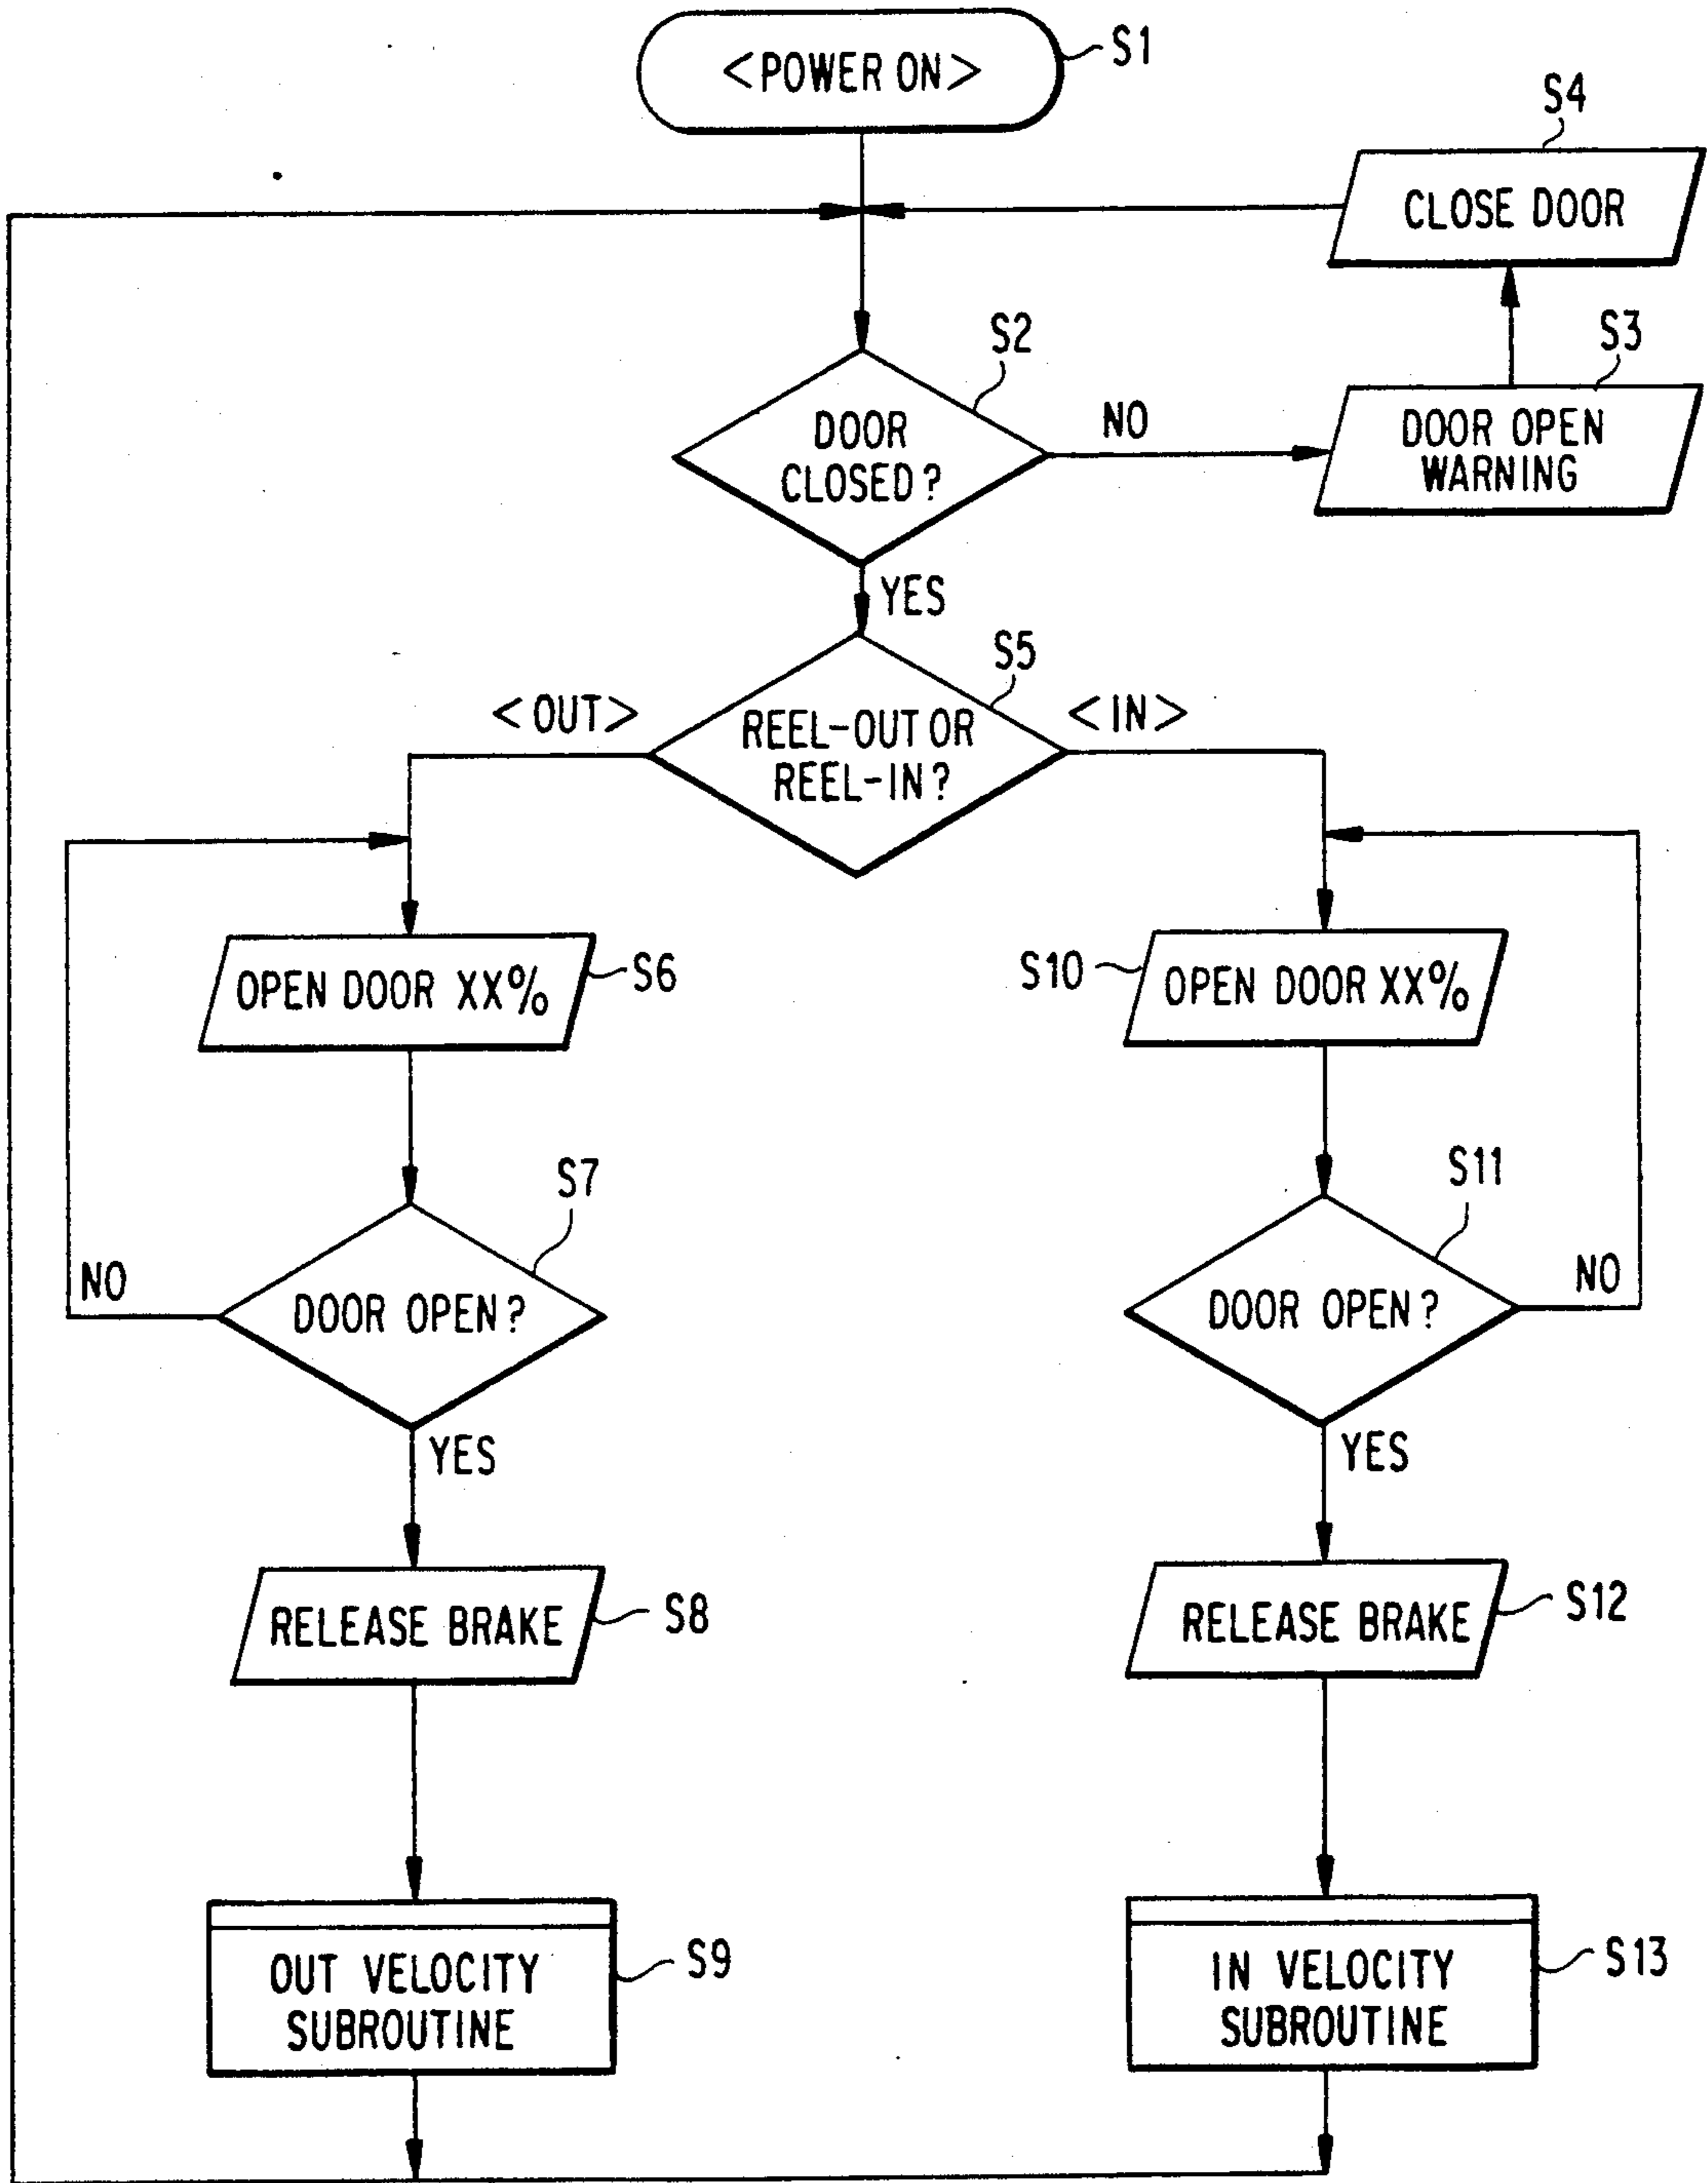 <POWER ON>
S1
S4
CLOSE DOOR
S2
S3
DOOR
CLOSED?
NO
DOOR OPEN
WARNING
YES
S5
<OUT>
REEL-OUT OR
REEL-IN?
<IN>
OPEN DOOR XX%
S6
S10
OPEN DOOR XX%
S7
S11
NO
DOOR OPEN?
DOOR OPEN?
NO
YES
YES
RELEASE BRAKE
S8
RELEASE BRAKE
S12
OUT VELOCITY
SUBROUTINE
S9
IN VELOCITY
SUBROUTINE
S13